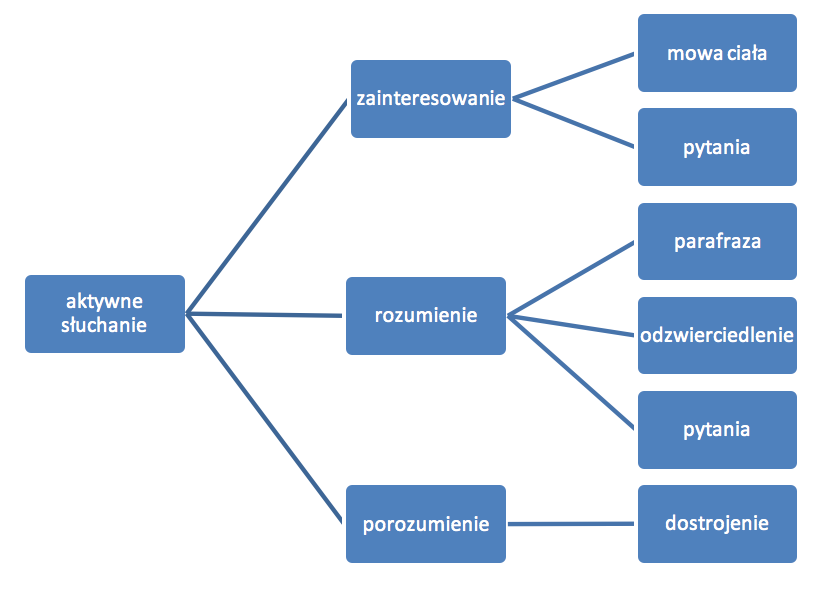 mowa ciała
zainteresowanie
pytania
parafraza
aktywne
słuchanie
rozumienie
odzwierciedlenie
pytania
porozumienie
dostrojenie